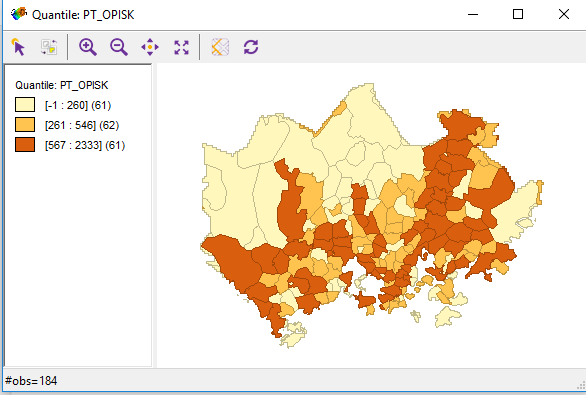 Quantile: PT_OPISK
Quantile: PT_OPISK
[-1 : 260] (61)
[261 : 546] (62)
[567 : 2333] (61)
#obs=184